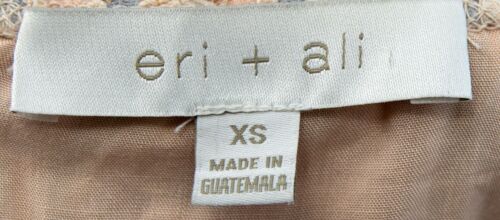 eri + ali
XS
MADE IN
GUATEMALA